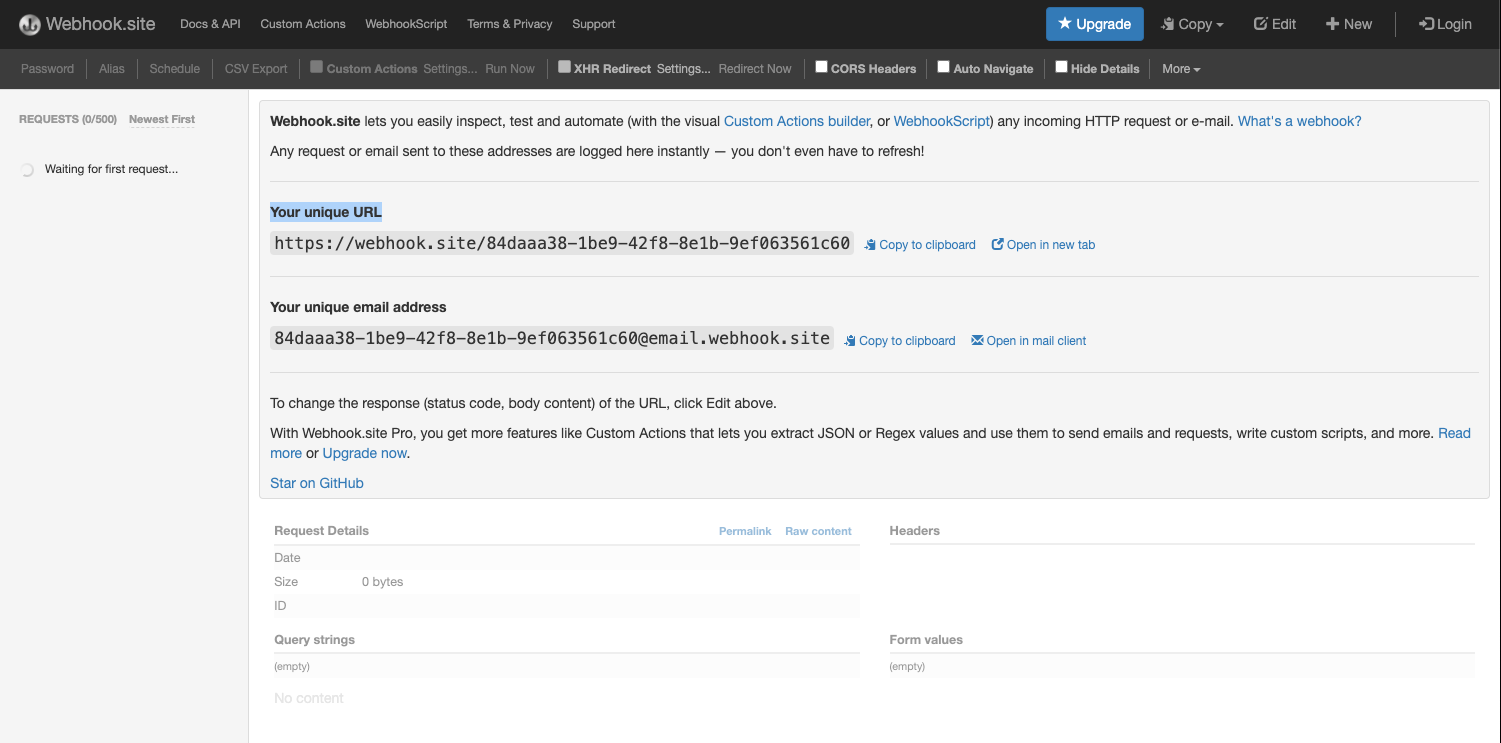 Webhook.site Docs & API Custom Actions WebhookScript Terms & Privacy Support Upgrade Copy Edit New Login
Password Alias Schedule CSV Export Custom Actions Settings... Run Now XHR Redirect Settings... Redirect Now CORS Headers Auto Navigate Hide Details More
REQUESTS (0/500) Newest First
Waiting for first request...
Webhook.site lets you easily inspect, test and automate (with the visual Custom Actions builder, or WebhookScript) any incoming HTTP request or e-mail. What's a webhook?
Any request or email sent to these addresses are logged here instantly — you don't even have to refresh!
Your unique URL
https://webhook.site/84daaa38-1be9-42f8-8e1b-9ef063561c60 Copy to clipboard Open in new tab
Your unique email address
84daaa38-1be9-42f8-8e1b-9ef063561c60@email.webhook.site Copy to clipboard Open in mail client
To change the response (status code, body content) of the URL, click Edit above.
With Webhook.site Pro, you get more features like Custom Actions that lets you extract JSON or Regex values and use them to send emails and requests, write custom scripts, and more. Read
more or Upgrade now.
Star on GitHub
Request Details Permalink Raw content
Date
Size 0 bytes
ID
Query strings
(empty)
No content
Headers
Form values
(empty)